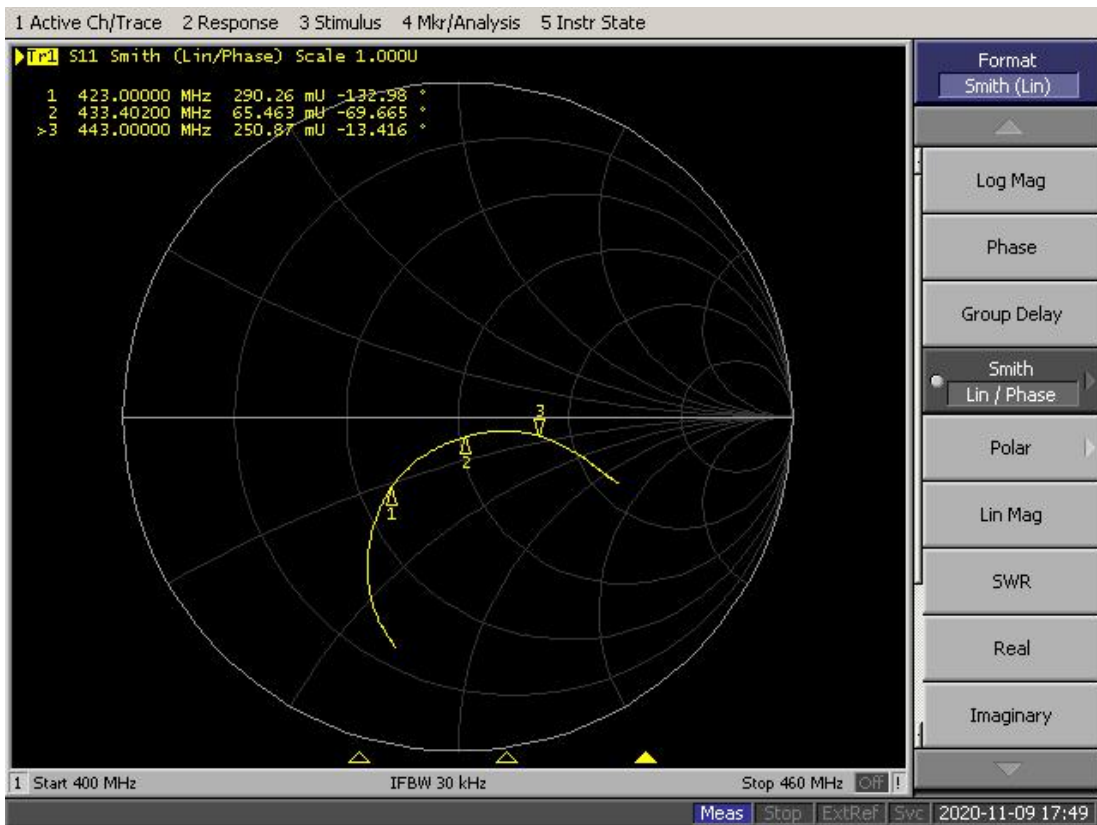 1 Active Ch/Trace 2 Response 3 Stimulus 4 Mkr/Analysis 5 Instr State
Tr1 S11 Smith (Lin/Phase) Scale 1.000U
1 423.00000 MHz 290.26 mU -132.98 °
2 433.40200 MHz 65.463 mU -69.665 °
>3 443.00000 MHz 250.87 mU -13.416 °
3
2
1
Format
Smith (Lin)
Log Mag
Phase
Group Delay
Smith
Lin / Phase
Polar
Lin Mag
SWR
Real
Imaginary
1 Start 400 MHz IFBW 30 kHz Stop 460 MHz Off !
Meas Stop ExtRef Svc 2020-11-09 17:49